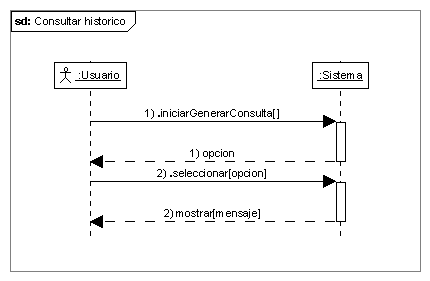 sd: Consultar historico
:Usuario
:Sistema
1) .iniciarGenerarConsulta[]
1) opcion
2) .seleccionar[opcion]
2) mostrar[mensaje]